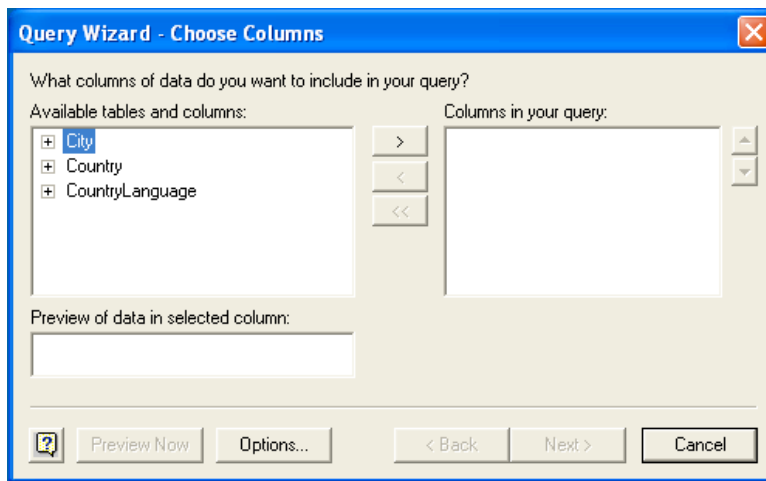 Query Wizard - Choose Columns
What columns of data do you want to include in your query?
Available tables and columns:
Columns in your query:
City
Country
CountryLanguage
>
<
<<
Preview of data in selected column:
Preview Now
Options...
< Back
Next >
Cancel